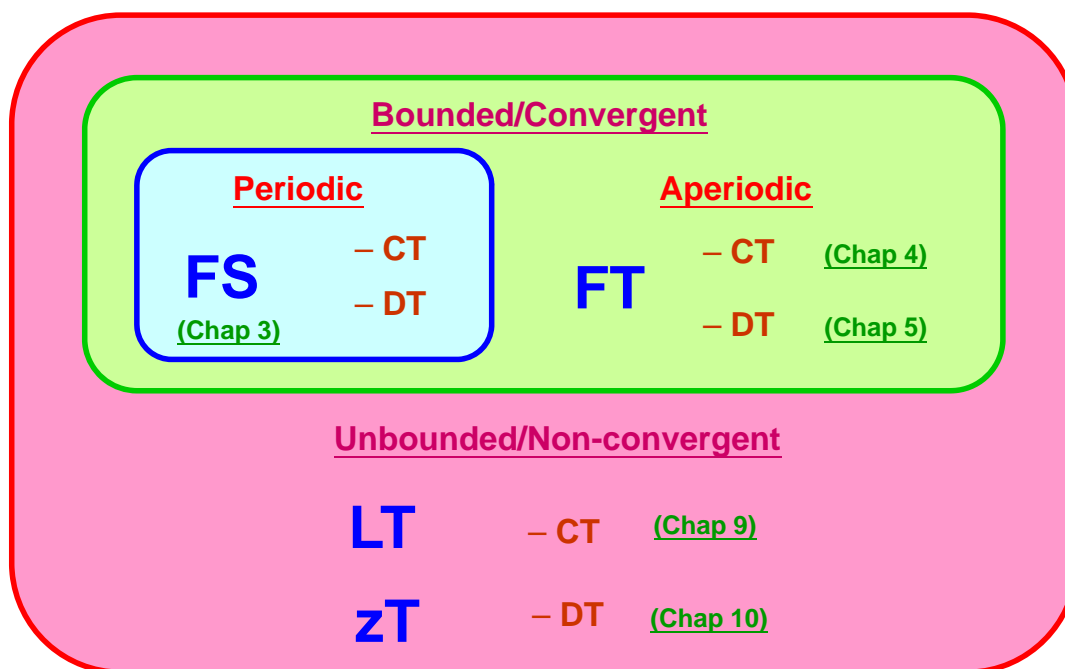 Bounded/Convergent
Periodic
FS
– CT
– DT
(Chap 3)
Aperiodic
FT
– CT (Chap 4)
– DT (Chap 5)
Unbounded/Non-convergent
LT – CT (Chap 9)
zT – DT (Chap 10)